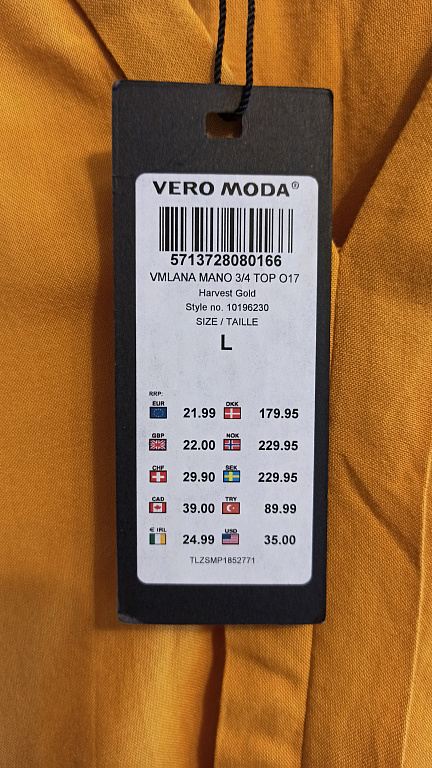 VERO MODA®
5713728080166
VMLANA MANO 3/4 TOP O17
Harvest Gold
Style no. 10196230
SIZE / TAILLE
L
RRP:
EUR 21.99 DKK 179.95
GBP 22.00 NOK 229.95
CHF 29.90 SEK 229.95
CAD 39.00 TRY 89.99
€ IRL 24.99 USD 35.00
TLZSMP1852771